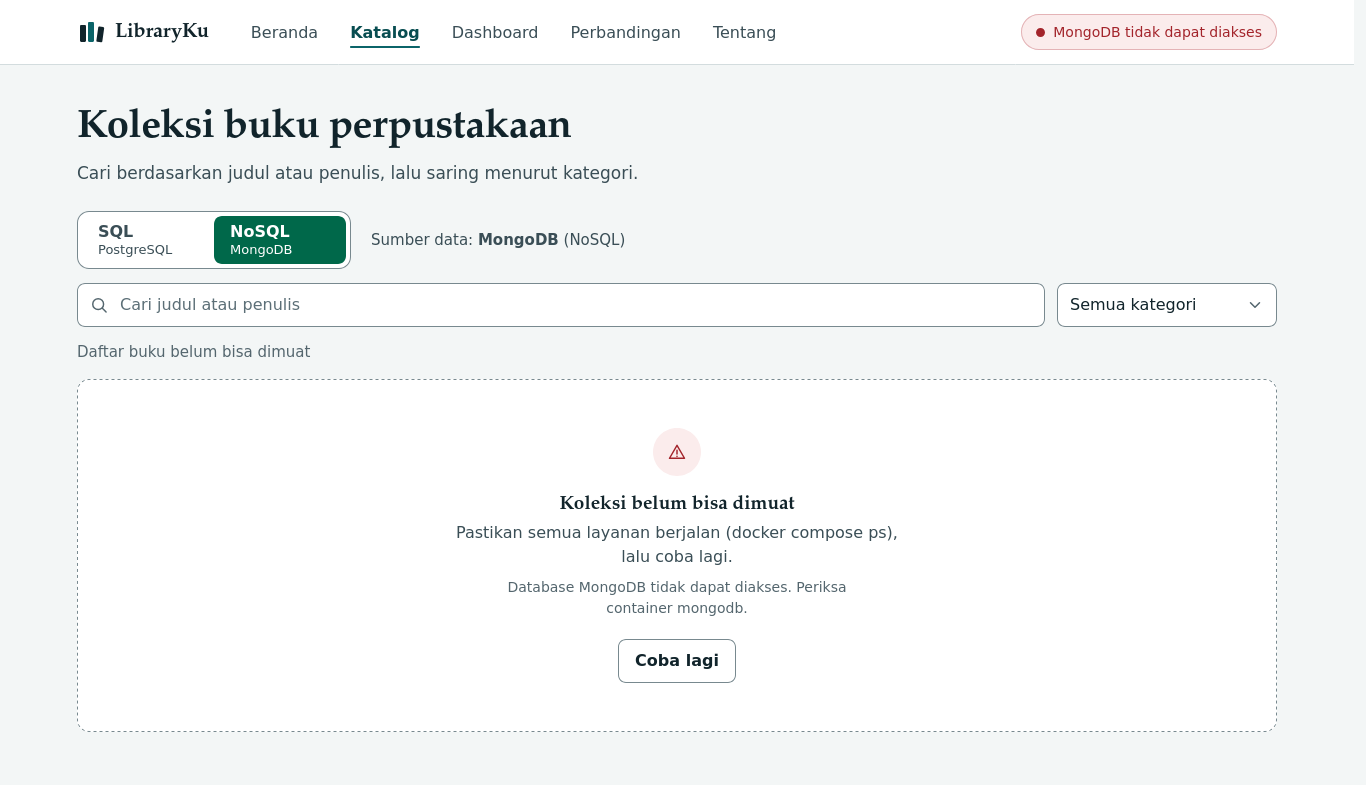 LibraryKu
Beranda
Katalog
Dashboard
Perbandingan
Tentang
MongoDB tidak dapat diakses
Koleksi buku perpustakaan
Cari berdasarkan judul atau penulis, lalu saring menurut kategori.
SQL
PostgreSQL
NoSQL
MongoDB
Sumber data: MongoDB (NoSQL)
Cari judul atau penulis
Semua kategori
Daftar buku belum bisa dimuat
Koleksi belum bisa dimuat
Pastikan semua layanan berjalan (docker compose ps),
lalu coba lagi.
Database MongoDB tidak dapat diakses. Periksa
container mongodb.
Coba lagi